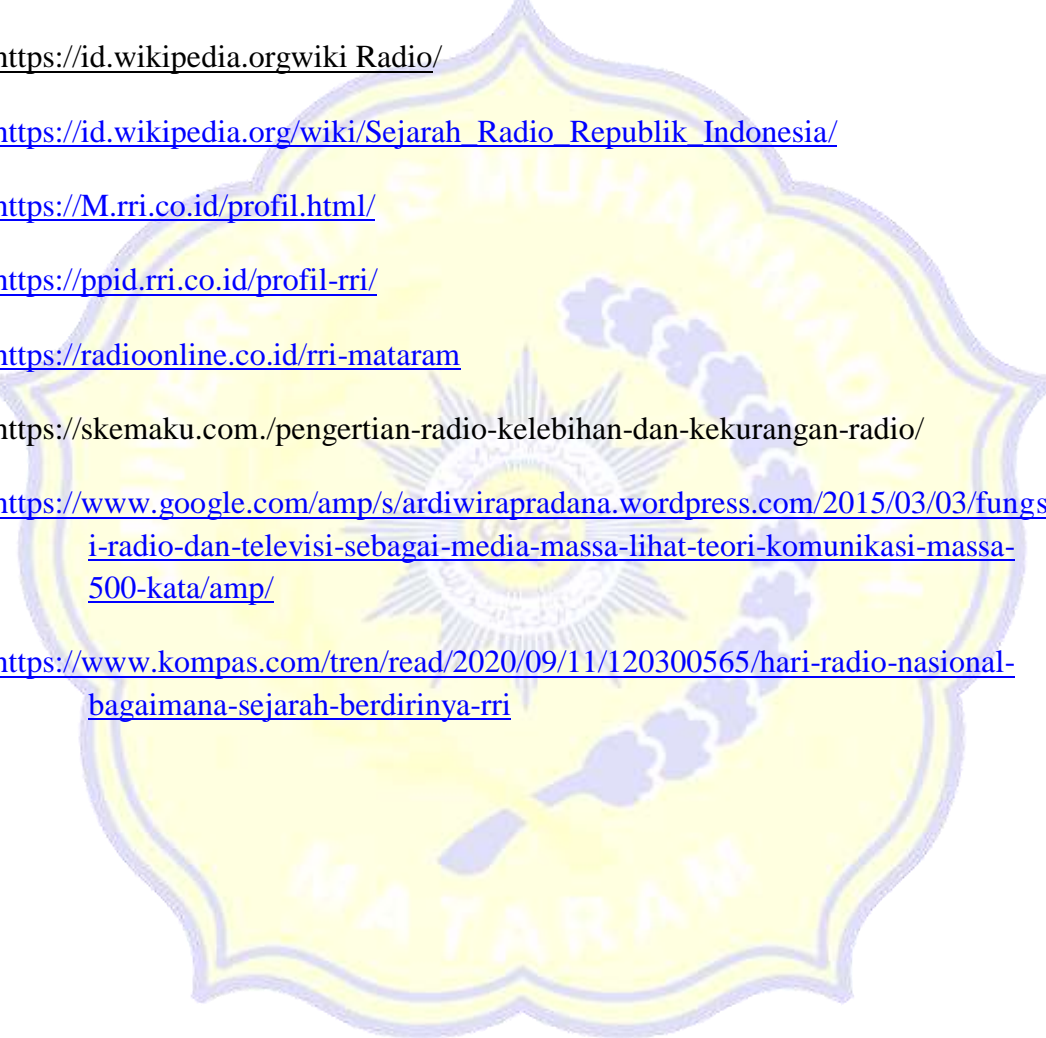 https://id.wikipedia.orgwiki Radio/
https://id.wikipedia.org/wiki/Sejarah_Radio_Republik_Indonesia/
https://M.rri.co.id/profil.html/
https://ppid.rri.co.id/profil-rri/
https://radioonline.co.id/rri-mataram
https://skemaku.com./pengertian-radio-kelebihan-dan-kekurangan-radio/
https://www.google.com/amp/s/ardiwirapradana.wordpress.com/2015/03/03/fungs
i-radio-dan-televisi-sebagai-media-massa-lihat-teori-komunikasi-massa-
500-kata/amp/
https://www.kompas.com/tren/read/2020/09/11/120300565/hari-radio-nasional-
bagaimana-sejarah-berdirinya-rri
UNIVERSITAS MUHAMMADIYAH
MATARAM